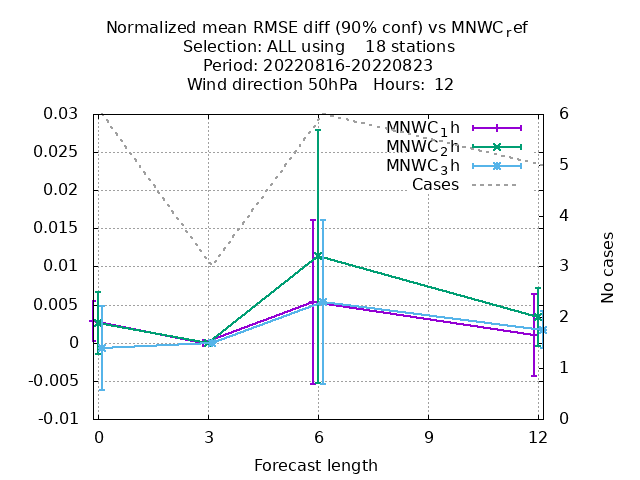 Normalized mean RMSE diff (90% conf) vs MNWC_ref
Selection: ALL using    18 stations
Period: 20220816-20220823
Wind direction 50hPa   Hours:  12
0.03
0.025
0.02
0.015
0.01
0.005
0
-0.005
-0.01
6
5
4
3
2
1
0
MNWC_1h
MNWC_2h
MNWC_3h
Cases
No cases
0 3 6 9 12
Forecast length